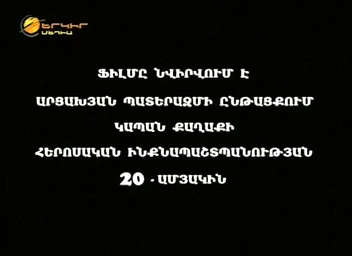 ԵՐԿԻՐ
ՄԵԴԻԱ
ՖԻԼՄԸ ՆՎԻՐՎՈՒՄ Է
ԱՐՑԱԽՅԱՆ ՊԱՏԵՐԱԶՄԻ ԸՆԹԱՑՔՈՒՄ
ԿԱՊԱՆ ՔԱՂԱՔԻ
ՀԵՐՈՍԱԿԱՆ ԻՆՔՆԱՊԱՇՏՊԱՆՈՒԹՅԱՆ
20 - ԱՄՅԱԿԻՆ